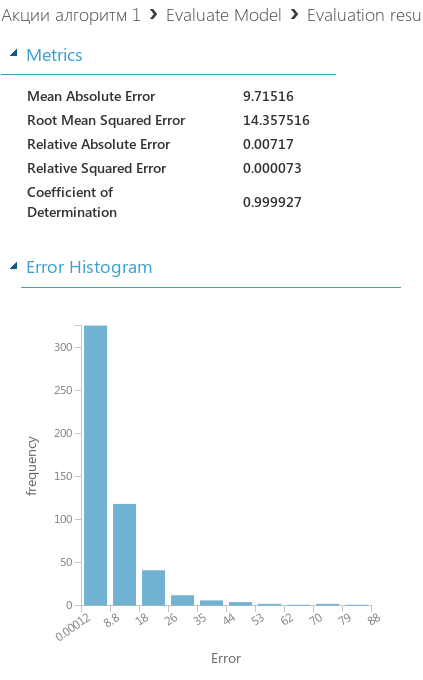 Акции алгоритм 1 › Evaluate Model › Evaluation resu
Metrics
Mean Absolute Error 9.71516
Root Mean Squared Error 14.357516
Relative Absolute Error 0.00717
Relative Squared Error 0.000073
Coefficient of
Determination 0.999927
Error Histogram
300
250
200
150
100
50
0
frequency
0.00012 8.8 18 26 35 44 53 62 70 79 88
Error